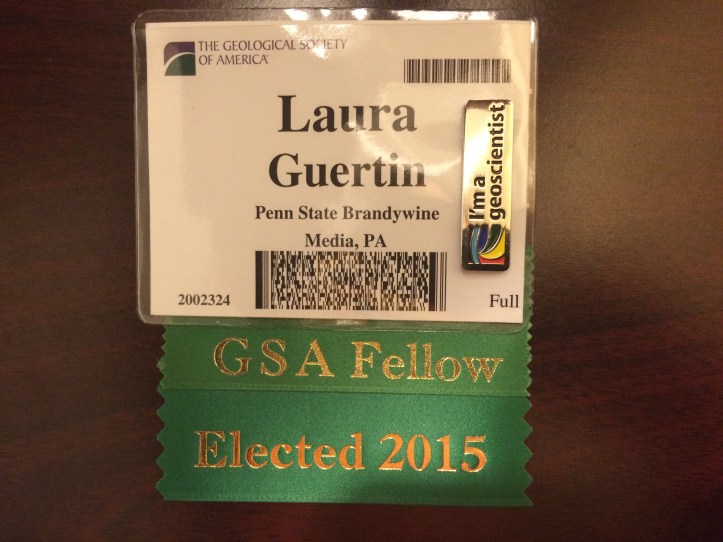 THE GEOLOGICAL SOCIETY
OF AMERICA®
Laura
Guertin
Penn State Brandywine
Media, PA
2002324
Full
I'm a
geoscientist
GSA Fellow
Elected 2015